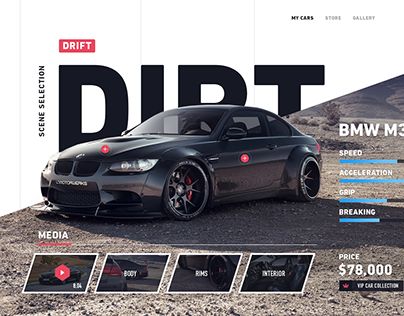 MY CARS STORE GALLERY
DRIFT
DIRT
SCENE SELECTION
BMW M3
SPEED
ACCELERATION
GRIP
BREAKING
MEDIA
8.04
BODY
RIMS
INTERIOR
PRICE
$78,000
VIP CAR COLLECTION